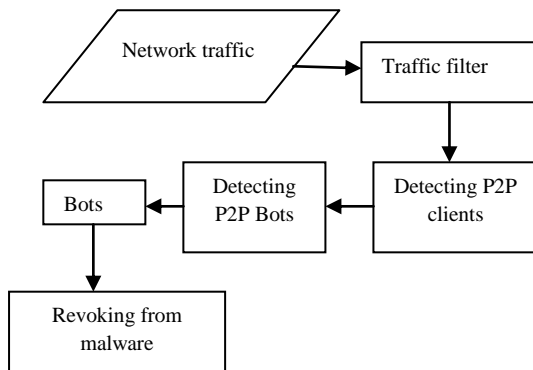 Network traffic
Traffic filter
Detecting P2P
clients
Detecting
P2P Bots
Bots
Revoking from
malware